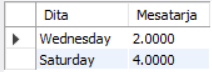 Dita Mesatarja
Wednesday 2.0000
Saturday 4.0000